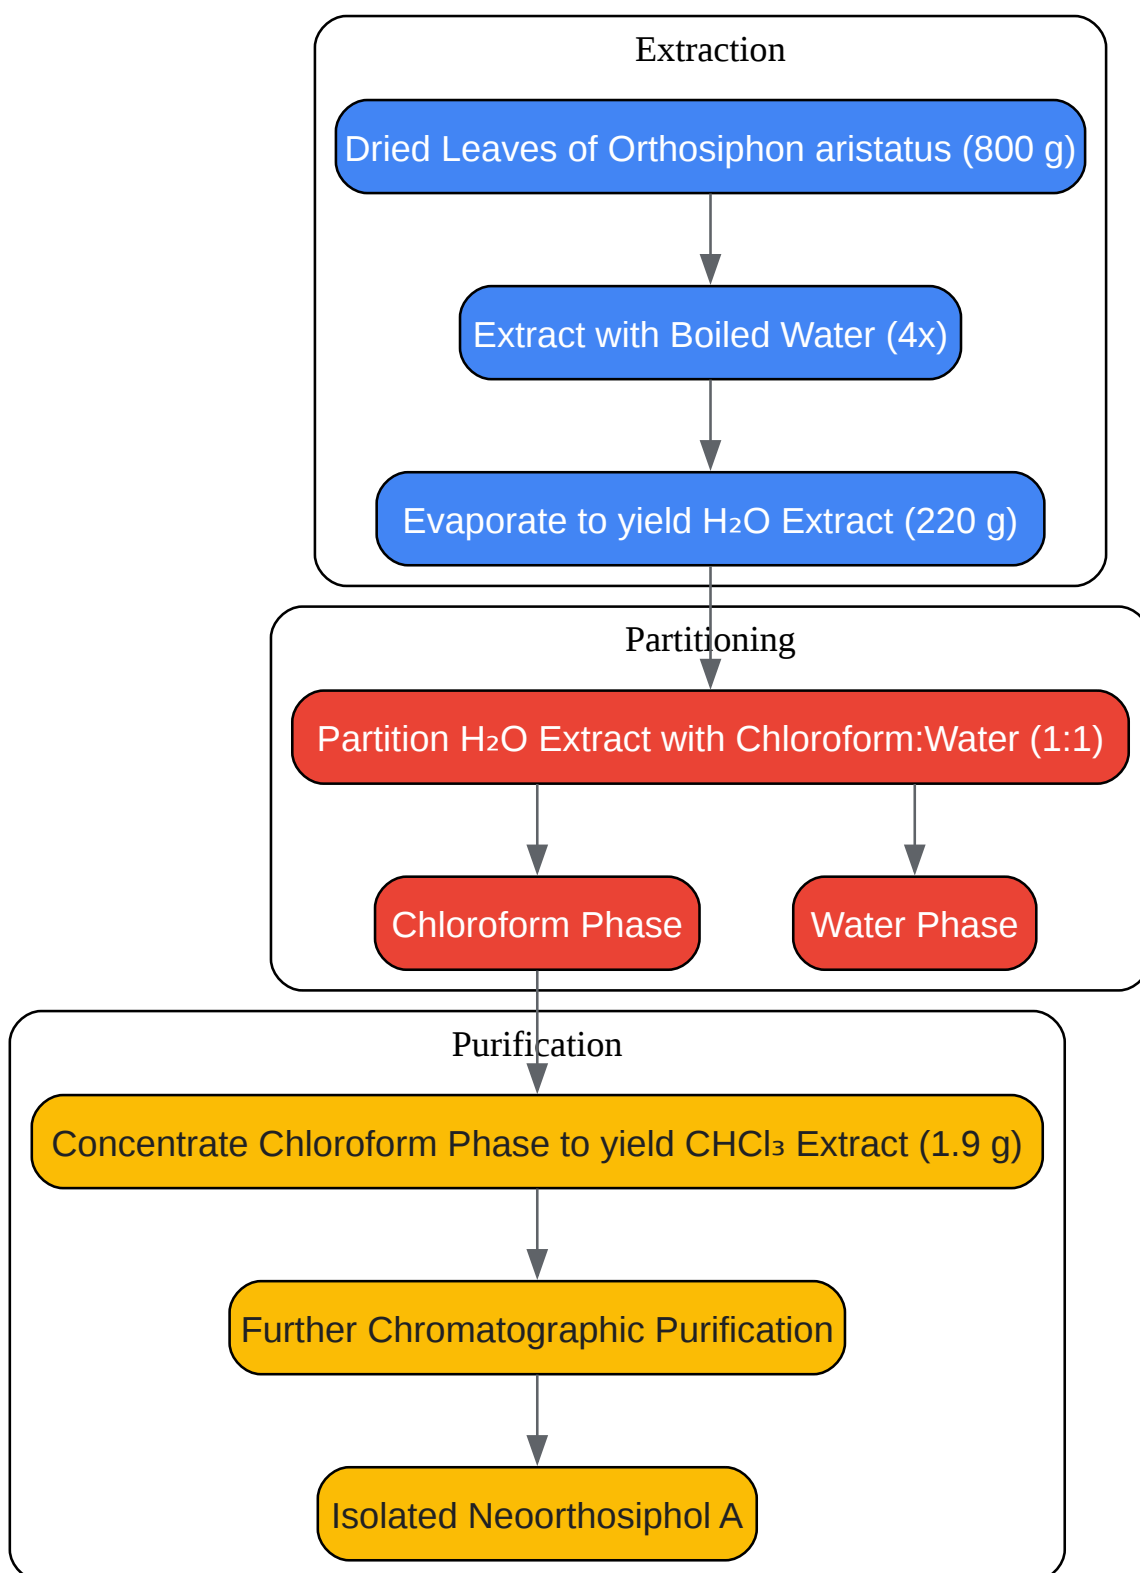 Extraction
Dried Leaves of Orthosiphon aristatus (800 g)
Extract with Boiled Water (4x)
Evaporate to yield H₂O Extract (220 g)
Partitioning
Partition H₂O Extract with Chloroform:Water (1:1)
Chloroform Phase
Water Phase
Purification
Concentrate Chloroform Phase to yield CHCl₃ Extract (1.9 g)
Further Chromatographic Purification
Isolated Neoorthosiphol A